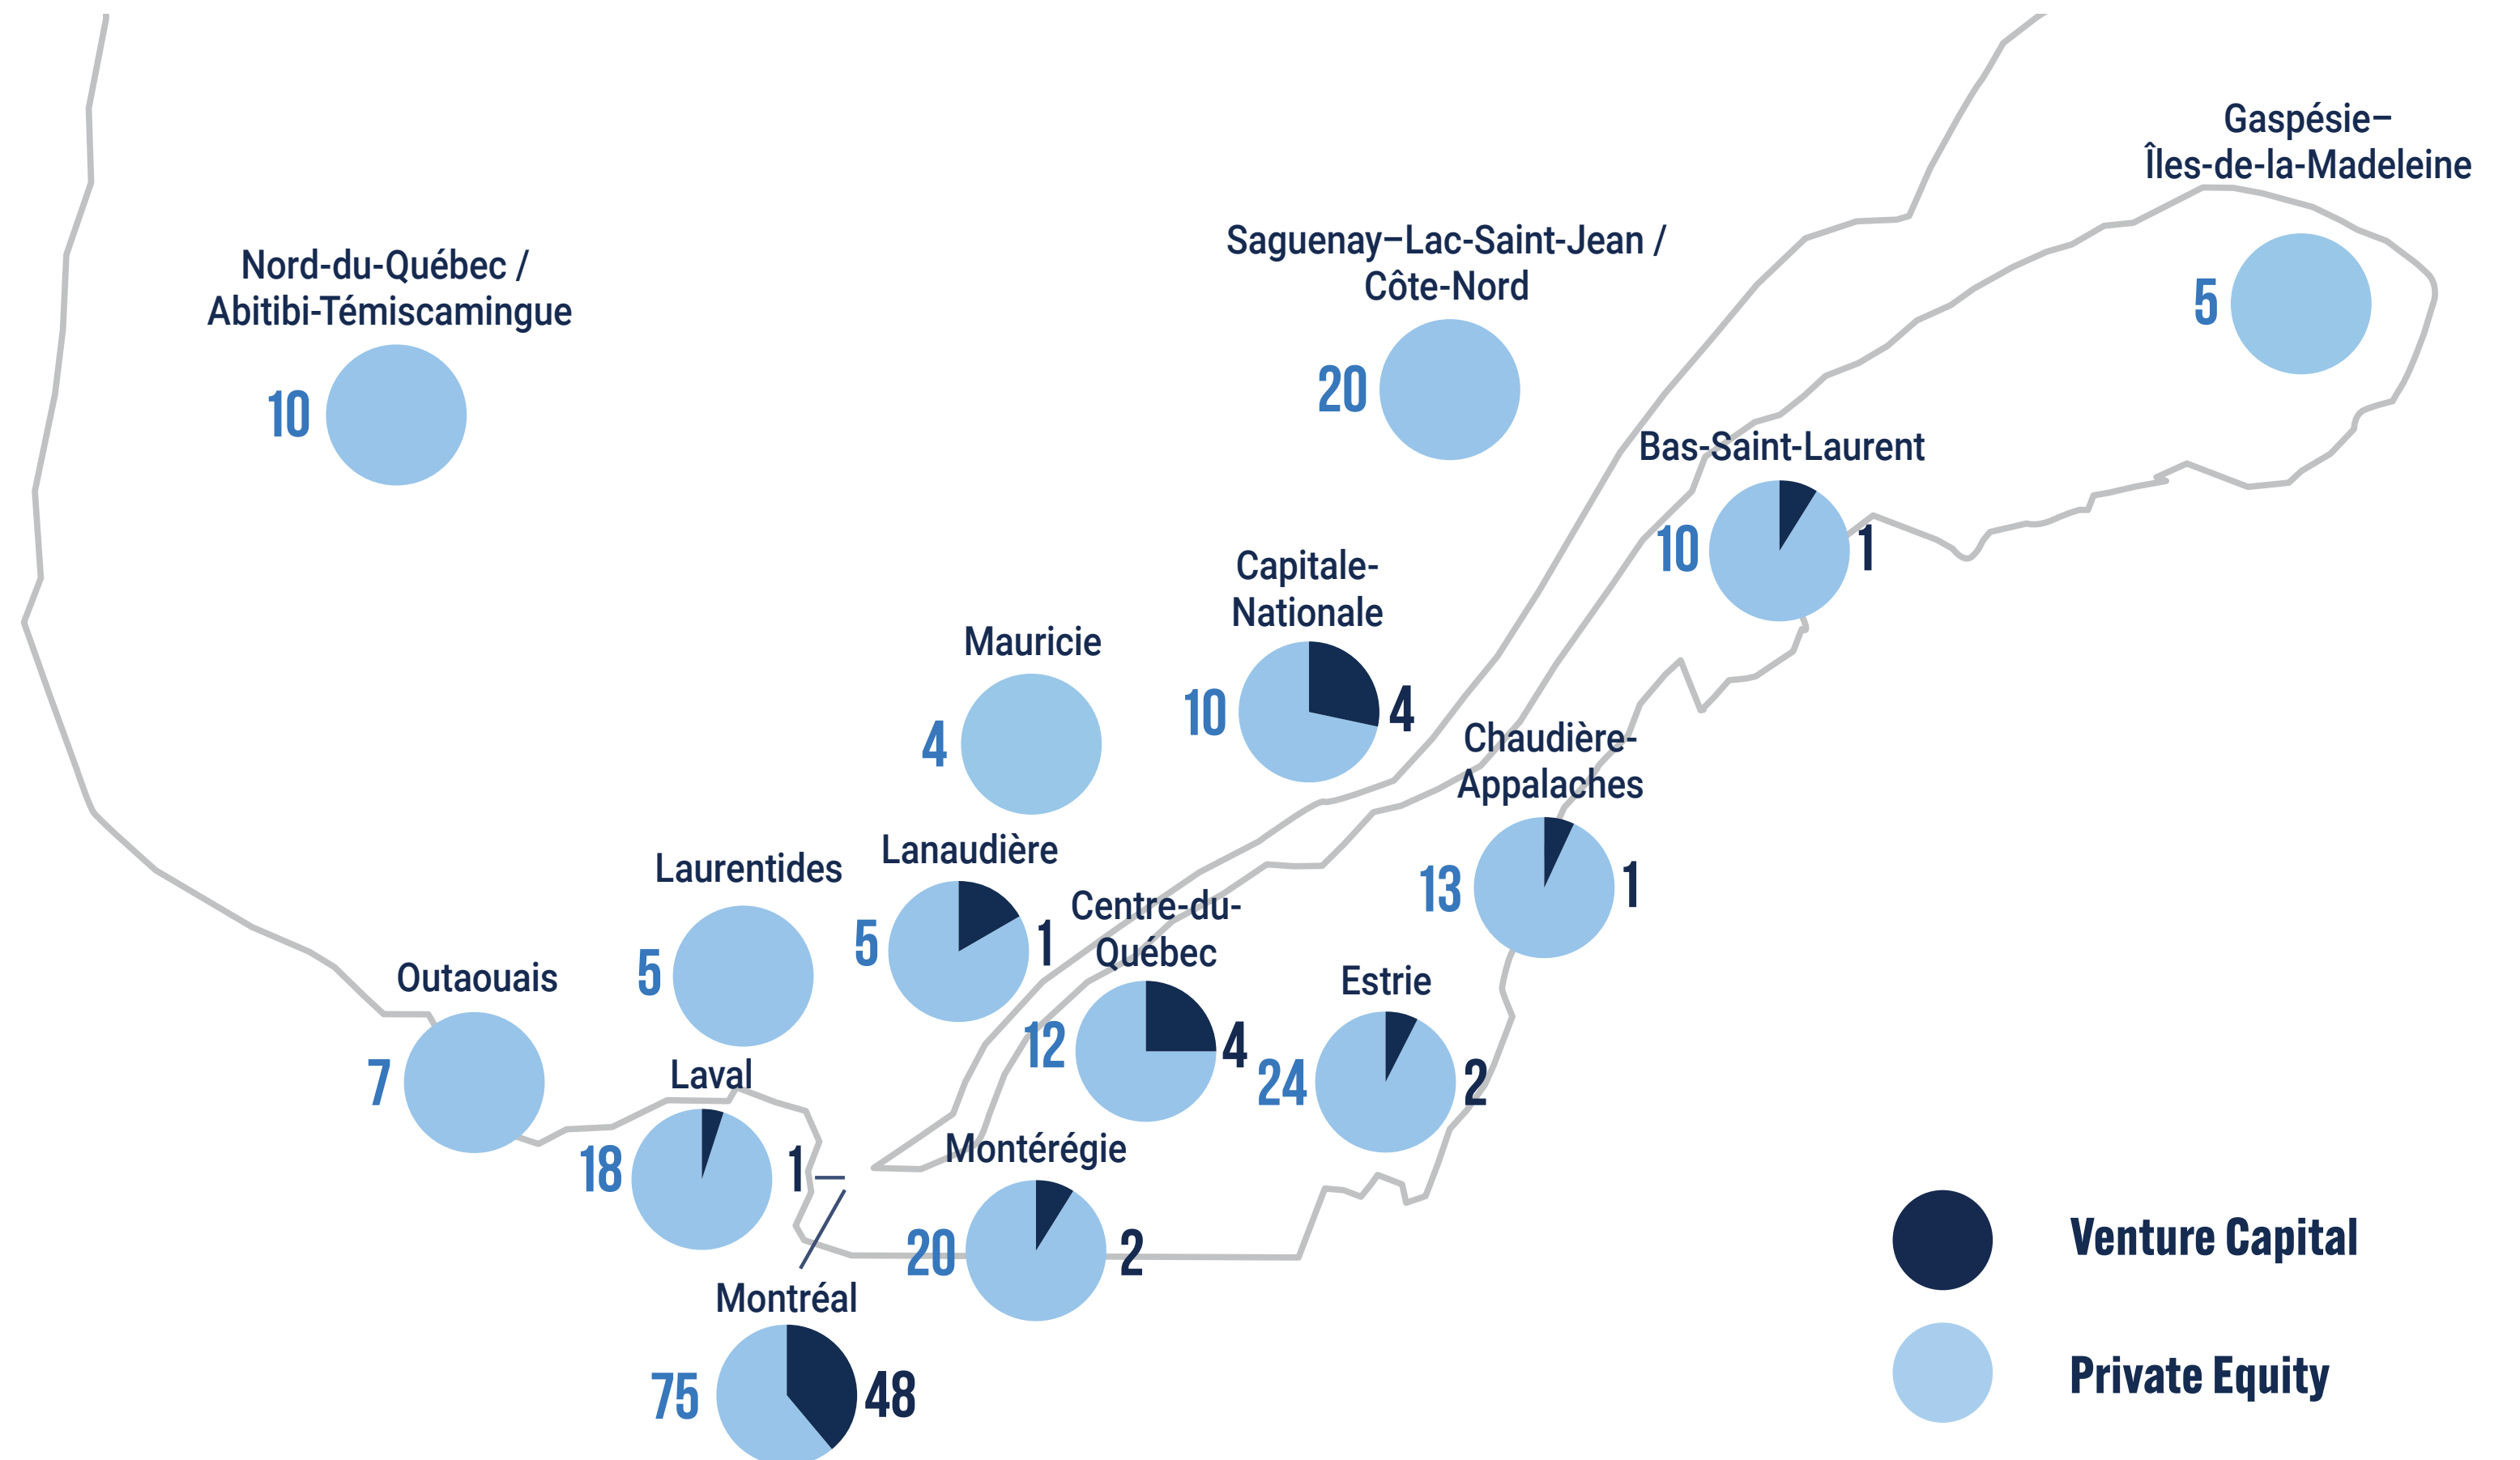 Gaspésie–
Îles-de-la-Madeleine
5
Saguenay–Lac-Saint-Jean /
Côte-Nord
20
Nord-du-Québec /
Abitibi-Témiscamingue
10
Bas-Saint-Laurent
10
1
Capitale-
Nationale
10
4
Mauricie
4
Chaudière-
Appalaches
13
1
Lanaudière
5
1
Laurentides
5
Centre-du-
Québec
12
4
Estrie
24
2
Outaouais
7
Laval
18
1
Montérégie
20
2
Montréal
75
48
Venture Capital
Private Equity